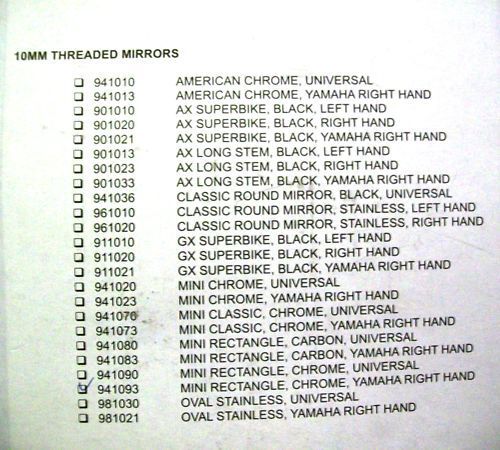 10MM THREADED MIRRORS
941010 AMERICAN CHROME, UNIVERSAL
941013 AMERICAN CHROME, YAMAHA RIGHT HAND
901010 AX SUPERBIKE, BLACK, LEFT HAND
901020 AX SUPERBIKE, BLACK, RIGHT HAND
901021 AX SUPERBIKE, BLACK, YAMAHA RIGHT HAND
901013 AX LONG STEM, BLACK, LEFT HAND
901023 AX LONG STEM, BLACK, RIGHT HAND
901033 AX LONG STEM, BLACK, YAMAHA RIGHT HAND
941036 CLASSIC ROUND MIRROR, BLACK, UNIVERSAL
961010 CLASSIC ROUND MIRROR, STAINLESS, LEFT HAND
961020 CLASSIC ROUND MIRROR, STAINLESS, RIGHT HAND
911010 GX SUPERBIKE, BLACK, LEFT HAND
911020 GX SUPERBIKE, BLACK, RIGHT HAND
911021 GX SUPERBIKE, BLACK, YAMAHA RIGHT HAND
941020 MINI CHROME, UNIVERSAL
941023 MINI CHROME, YAMAHA RIGHT HAND
941070 MINI CLASSIC, CHROME, UNIVERSAL
941073 MINI CLASSIC, CHROME, YAMAHA RIGHT HAND
941080 MINI RECTANGLE, CARBON, UNIVERSAL
941083 MINI RECTANGLE, CARBON, YAMAHA RIGHT HAND
941090 MINI RECTANGLE, CHROME, UNIVERSAL
941093 MINI RECTANGLE, CHROME, YAMAHA RIGHT HAND
981030 OVAL STAINLESS, UNIVERSAL
981021 OVAL STAINLESS, YAMAHA RIGHT HAND